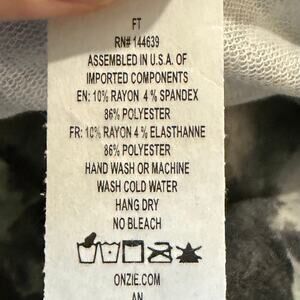 FT
RN# 144639
ASSEMBLED IN U.S.A. OF
IMPORTED COMPONENTS
EN: 10% RAYON 4 % SPANDEX
86% POLYESTER
FR: 10% RAYON 4 % ELASTHANNE
86% POLYESTER
HAND WASH OR MACHINE
WASH COLD WATER
HANG DRY
NO BLEACH
ONZIE.COM
AN